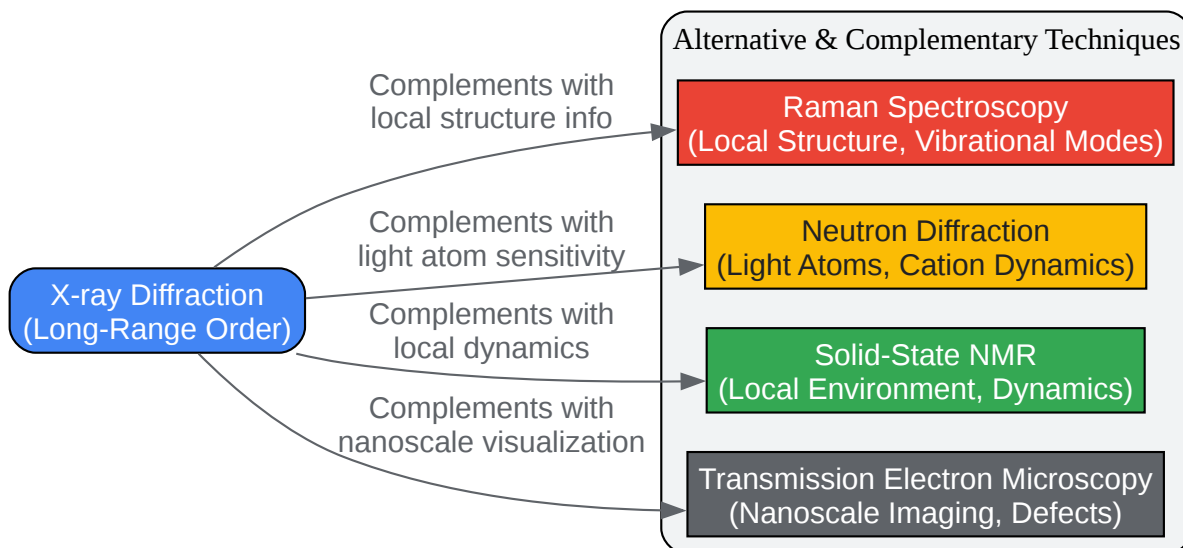 Alternative & Complementary Techniques
Complements with
local structure info
Raman Spectroscopy
(Local Structure, Vibrational Modes)
Complements with
light atom sensitivity
Neutron Diffraction
(Light Atoms, Cation Dynamics)
X-ray Diffraction
(Long-Range Order)
Complements with
local dynamics
Solid-State NMR
(Local Environment, Dynamics)
Complements with
nanoscale visualization
Transmission Electron Microscopy
(Nanoscale Imaging, Defects)